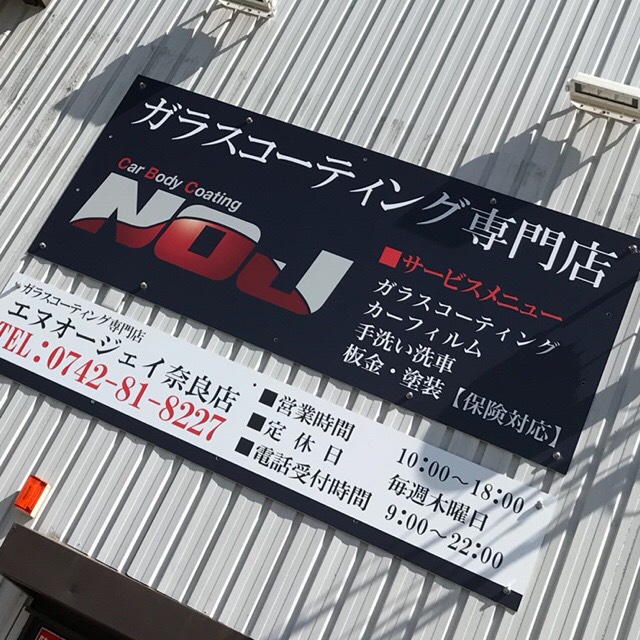 ガラスコーティング専門店
Car Body Coating
NOJ
■サービスメニュー
ガラスコーティング
カーフィルム
手洗い洗車
板金・塗装【保険対応】
ガラスコーティング専門店
エヌオージェイ奈良店
TEL:0742-81-8227
■営業時間 10:00〜18:00
■定休日 毎週木曜日
■電話受付時間 9:00〜22:00